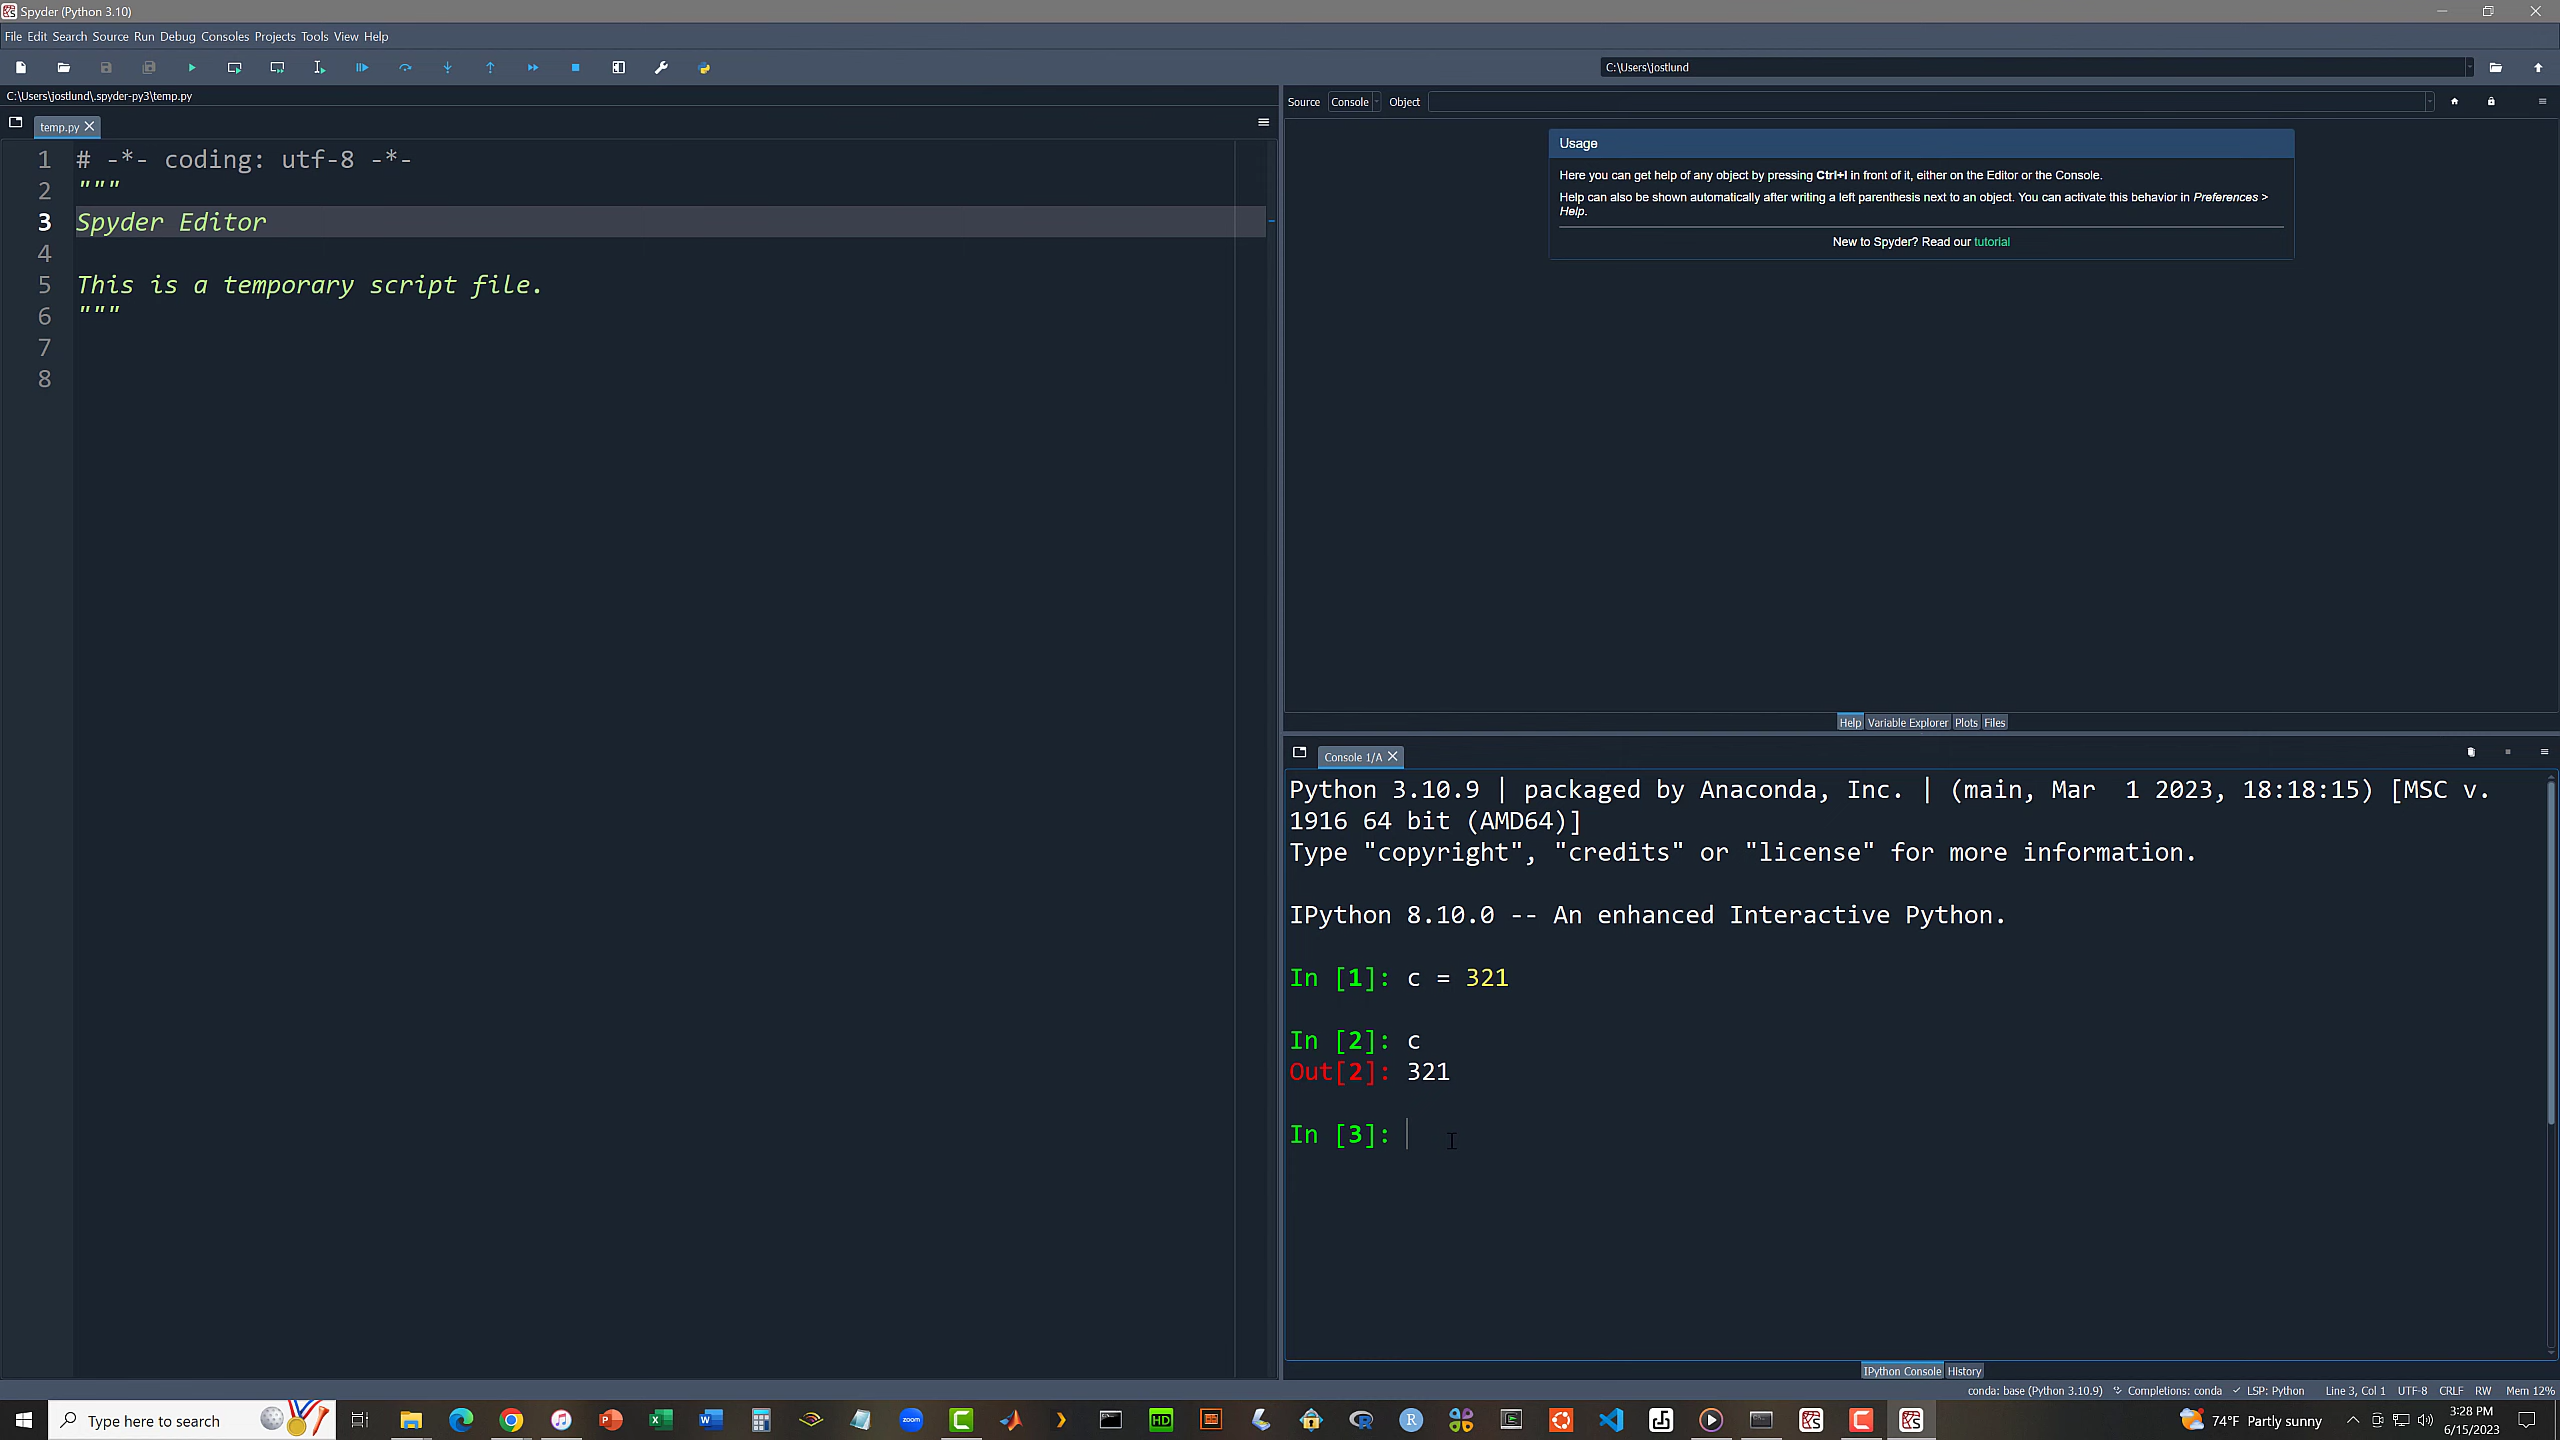 Spyder (Python 3.10)
File Edit Search Source Run Debug Consoles Projects Tools View Help
C:\Users\jostlund
C:\Users\jostlund\.spyder-py3\temp.py
temp.py
1 # -*- coding: utf-8 -*-
2 """
3 Spyder Editor
4
5 This is a temporary script file.
6 """
7
8
Source Console Object
Usage
Here you can get help of any object by pressing Ctrl+I in front of it, either on the Editor or the Console.
Help can also be shown automatically after writing a left parenthesis next to an object. You can activate this behavior in Preferences >
Help.
New to Spyder? Read our tutorial
Help Variable Explorer Plots Files
Console 1/A
Python 3.10.9 | packaged by Anaconda, Inc. | (main, Mar  1 2023, 18:18:15) [MSC v.
1916 64 bit (AMD64)]
Type "copyright", "credits" or "license" for more information.
IPython 8.10.0 -- An enhanced Interactive Python.
In [1]: c = 321
In [2]: c
Out[2]: 321
In [3]:
IPython Console History
conda: base (Python 3.10.9) Completions: conda LSP: Python Line 3, Col 1 UTF-8 CRLF RW Mem 12%
Type here to search
zoom
HD
74°F Partly sunny
3:28 PM
6/15/2023